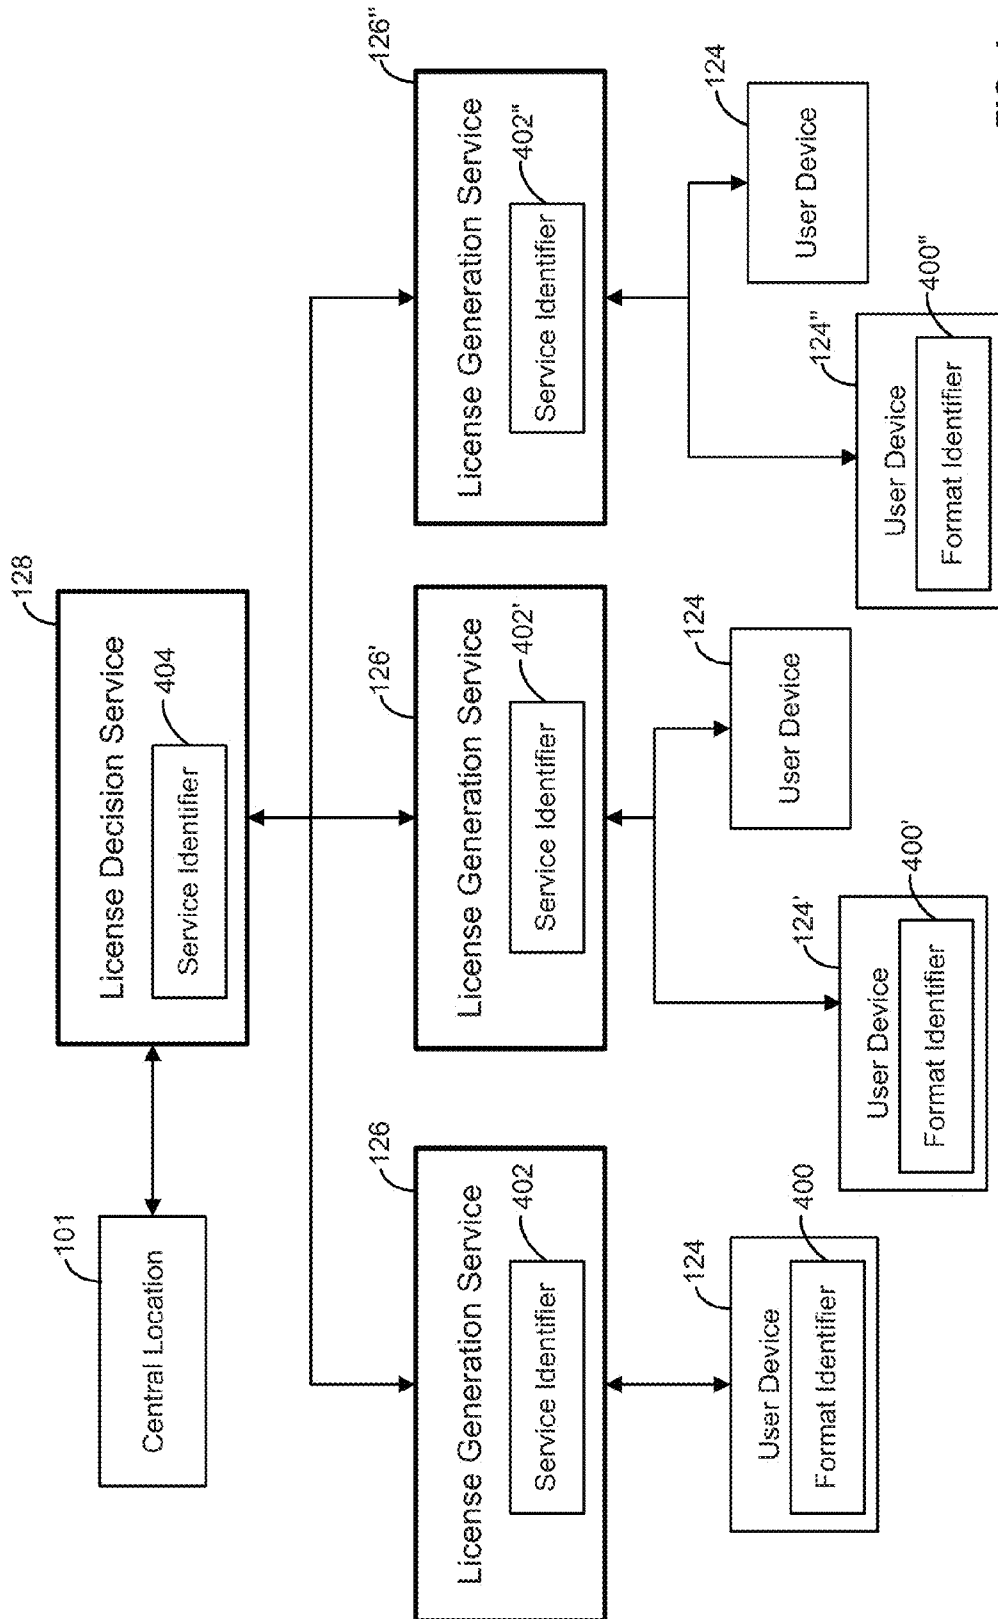 101
Central Location
128
License Decision Service
404
Service Identifier
126
License Generation Service
402
Service Identifier
126'
License Generation Service
402'
Service Identifier
126"
License Generation Service
402"
Service Identifier
124
User Device
400
Format Identifier
124'
User Device
400'
Format Identifier
124
User Device
124"
User Device
400"
Format Identifier
124
User Device